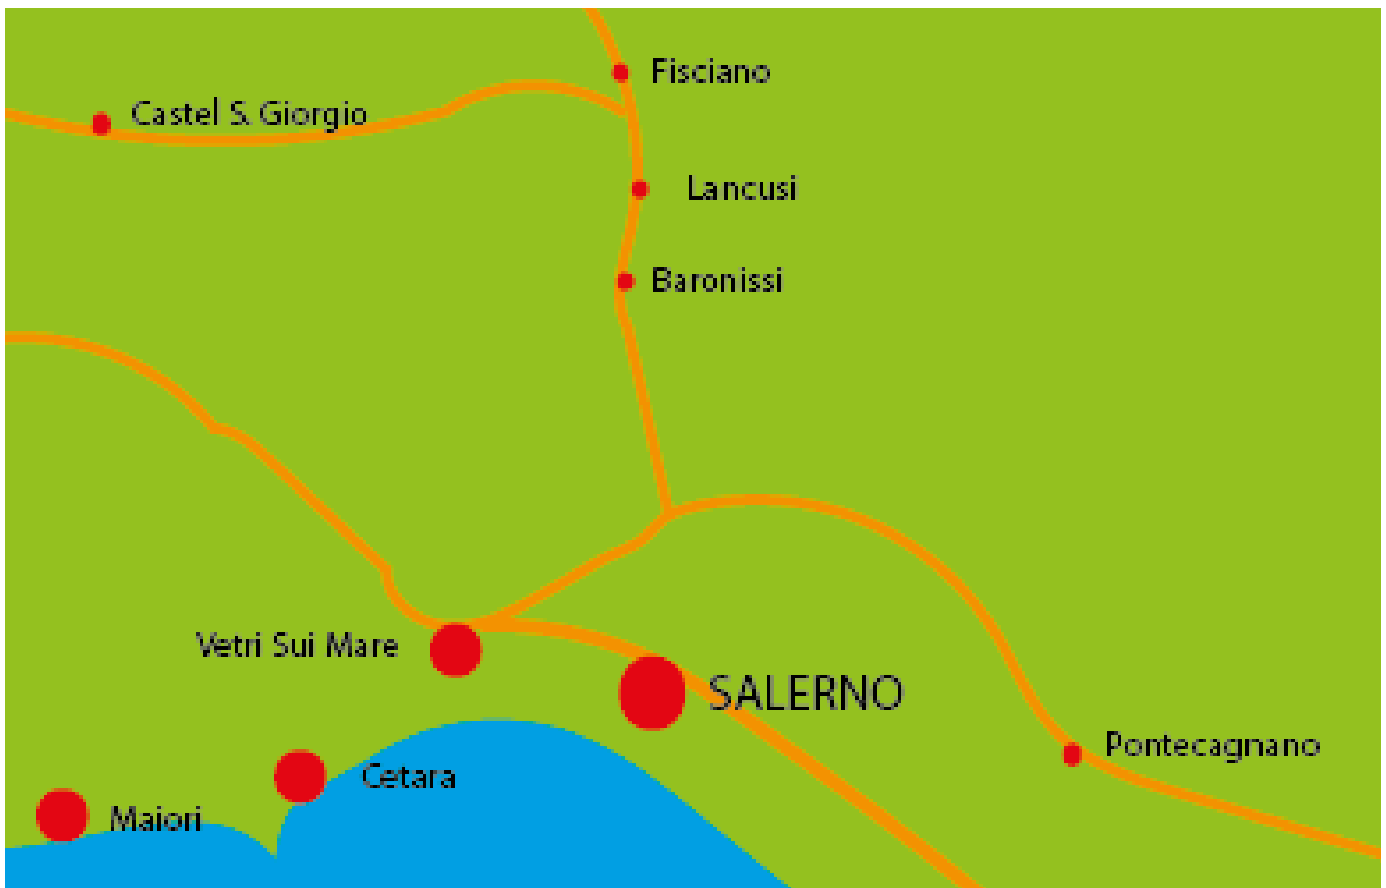 Fisciano
Castel S. Giorgio
Lancusi
Baronissi
Vetri Sui Mare
SALERNO
Pontecagnano
Cetara
Maiori